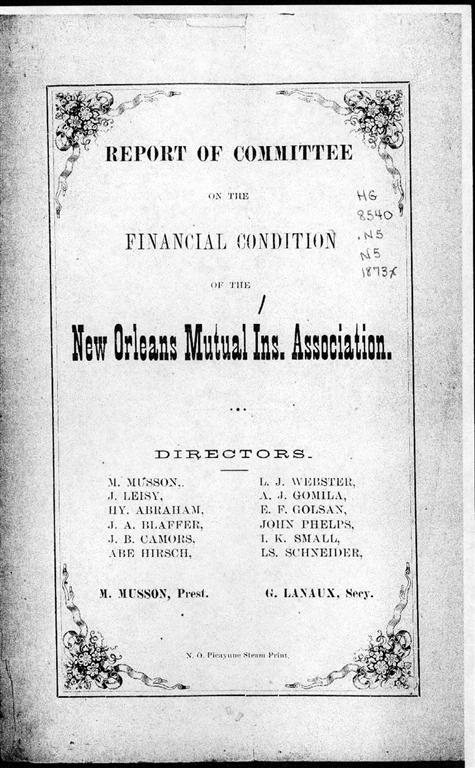 REPORT OF COMMITTEE
ON THE
FINANCIAL CONDITION
OF THE
New Orleans Mutual Ins. Association.
HG
8540
.N5
N5
1873x
DIRECTORS.
M. MUSSON,
J. LEISY,
HY. ABRAHAM,
J. A. BLAFFER,
J. B. CAMORS,
ABE HIRSCH,
L. J. WEBSTER,
A. J. GOMILA,
E. F. GOLSAN,
JOHN PHELPS,
I. K. SMALL,
LS. SCHNEIDER,
M. MUSSON, Prest.
G. LANAUX, Secy.
N. O. Picayune Steam Print.